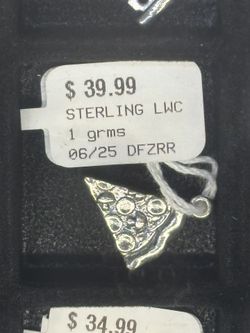 $ 39.99
STERLING LWC
1 grms
06/25 DFZRR
$ 34.99